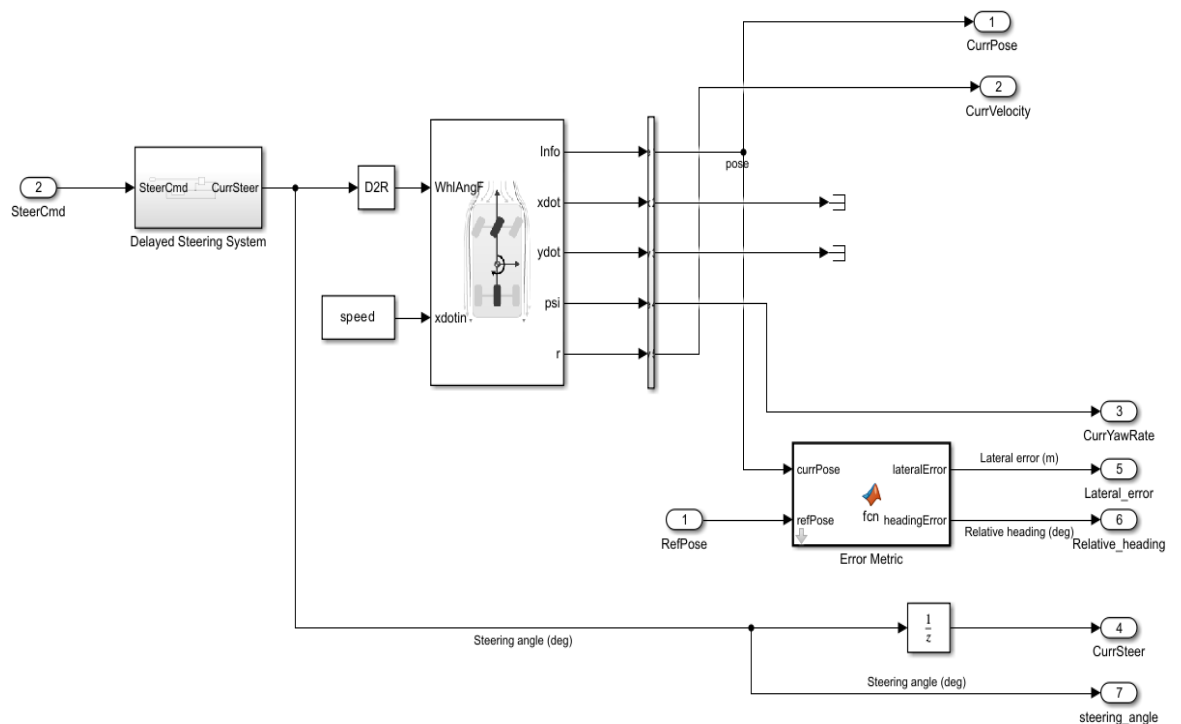 1
CurrPose
2
CurrVelocity
Info
pose
2
SteerCmd
SteerCmd
CurrSteer
Delayed Steering System
D2R
WhlAngF
xdot
ydot
psi
speed
xdotin
r
3
CurrYawRate
currPose
lateralError
Lateral error (m)
5
Lateral_error
fcn
1
RefPose
refPose
headingError
Relative heading (deg)
6
Relative_heading
Error Metric
Steering angle (deg)
1
z
4
CurrSteer
Steering angle (deg)
7
steering_angle